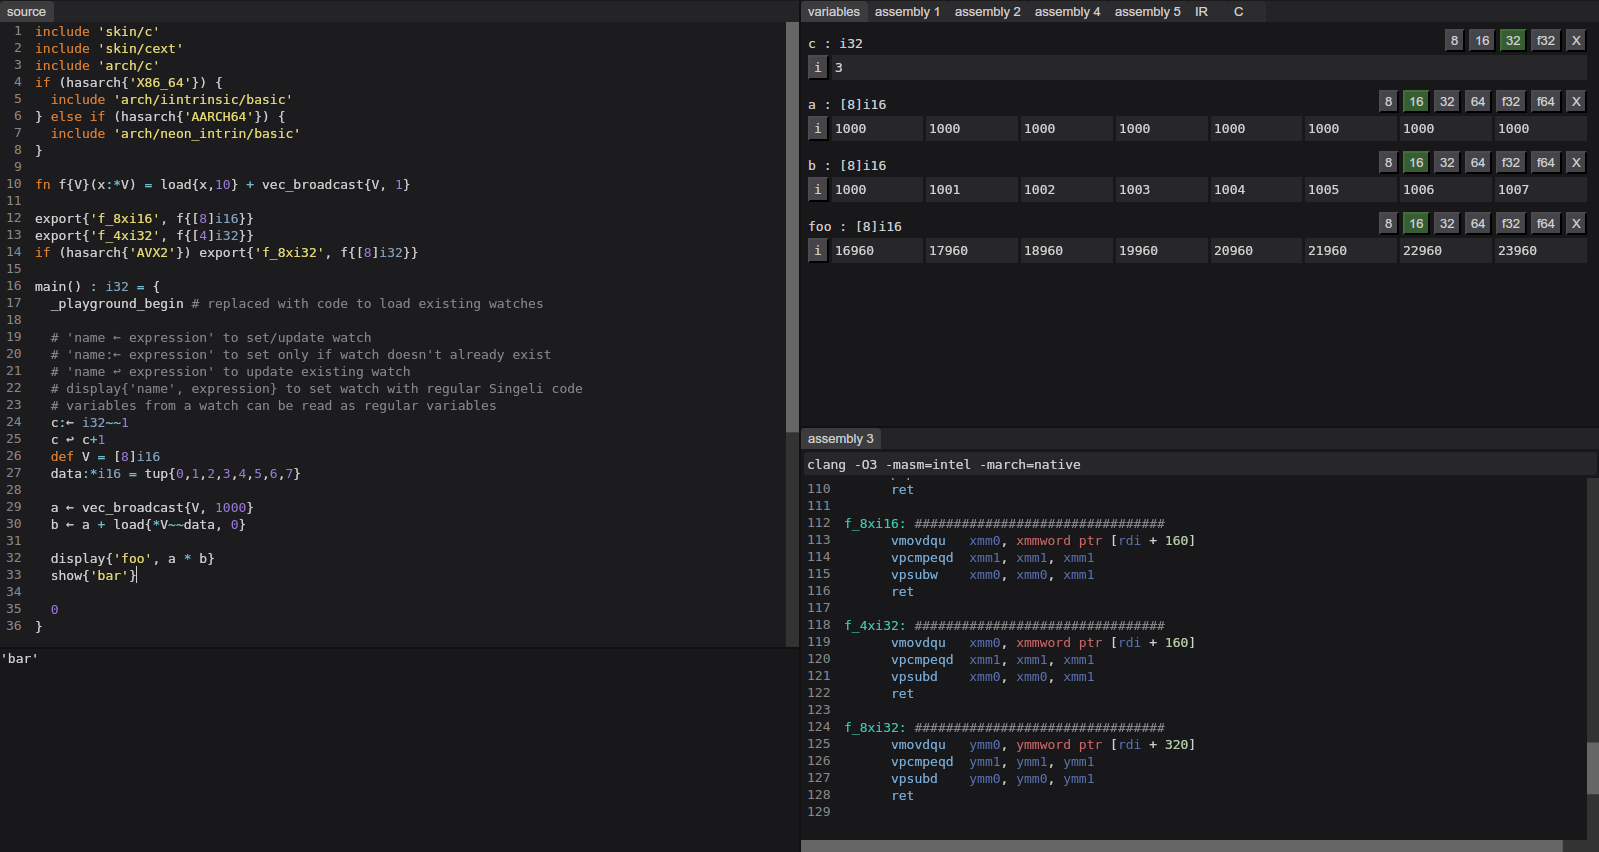 source
1 include 'skin/c'
2 include 'skin/cext'
3 include 'arch/c'
4 if (hasarch{'X86_64'}) {
5   include 'arch/iintrinsic/basic'
6 } else if (hasarch{'AARCH64'}) {
7   include 'arch/neon_intrin/basic'
8 }
9
10 fn f{V}(x:*V) = load{x,10} + vec_broadcast{V, 1}
11
12 export{'f_8xi16', f{[8]i16}}
13 export{'f_4xi32', f{[4]i32}}
14 if (hasarch{'AVX2'}) export{'f_8xi32', f{[8]i32}}
15
16 main() : i32 = {
17   _playground_begin # replaced with code to load existing watches
18
19   # 'name ← expression' to set/update watch
20   # 'name:← expression' to set only if watch doesn't already exist
21   # 'name ↩ expression' to update existing watch
22   # display{'name', expression} to set watch with regular Singeli code
23   # variables from a watch can be read as regular variables
24   c:← i32~~1
25   c ↩ c+1
26   def V = [8]i16
27   data:*i16 = tup{0,1,2,3,4,5,6,7}
28
29   a ← vec_broadcast{V, 1000}
30   b ← a + load{*V~~data, 0}
31
32   display{'foo', a * b}
33   show{'bar'}
34
35   0
36 }
'bar'
variables assembly 1 assembly 2 assembly 4 assembly 5 IR C
c : i32 8 16 32 f32 X
i 3
a : [8]i16 8 16 32 64 f32 f64 X
i 1000 1000 1000 1000 1000 1000 1000 1000
b : [8]i16 8 16 32 64 f32 f64 X
i 1000 1001 1002 1003 1004 1005 1006 1007
foo : [8]i16 8 16 32 64 f32 f64 X
i 16960 17960 18960 19960 20960 21960 22960 23960
assembly 3
clang -O3 -masm=intel -march=native
110 ret
111
112 f_8xi16: ################################
113 vmovdqu xmm0, xmmword ptr [rdi + 160]
114 vpcmpeqd xmm1, xmm1, xmm1
115 vpsubw xmm0, xmm0, xmm1
116 ret
117
118 f_4xi32: ################################
119 vmovdqu xmm0, xmmword ptr [rdi + 160]
120 vpcmpeqd xmm1, xmm1, xmm1
121 vpsubd xmm0, xmm0, xmm1
122 ret
123
124 f_8xi32: ################################
125 vmovdqu ymm0, ymmword ptr [rdi + 320]
126 vpcmpeqd ymm1, ymm1, ymm1
127 vpsubd ymm0, ymm0, ymm1
128 ret
129